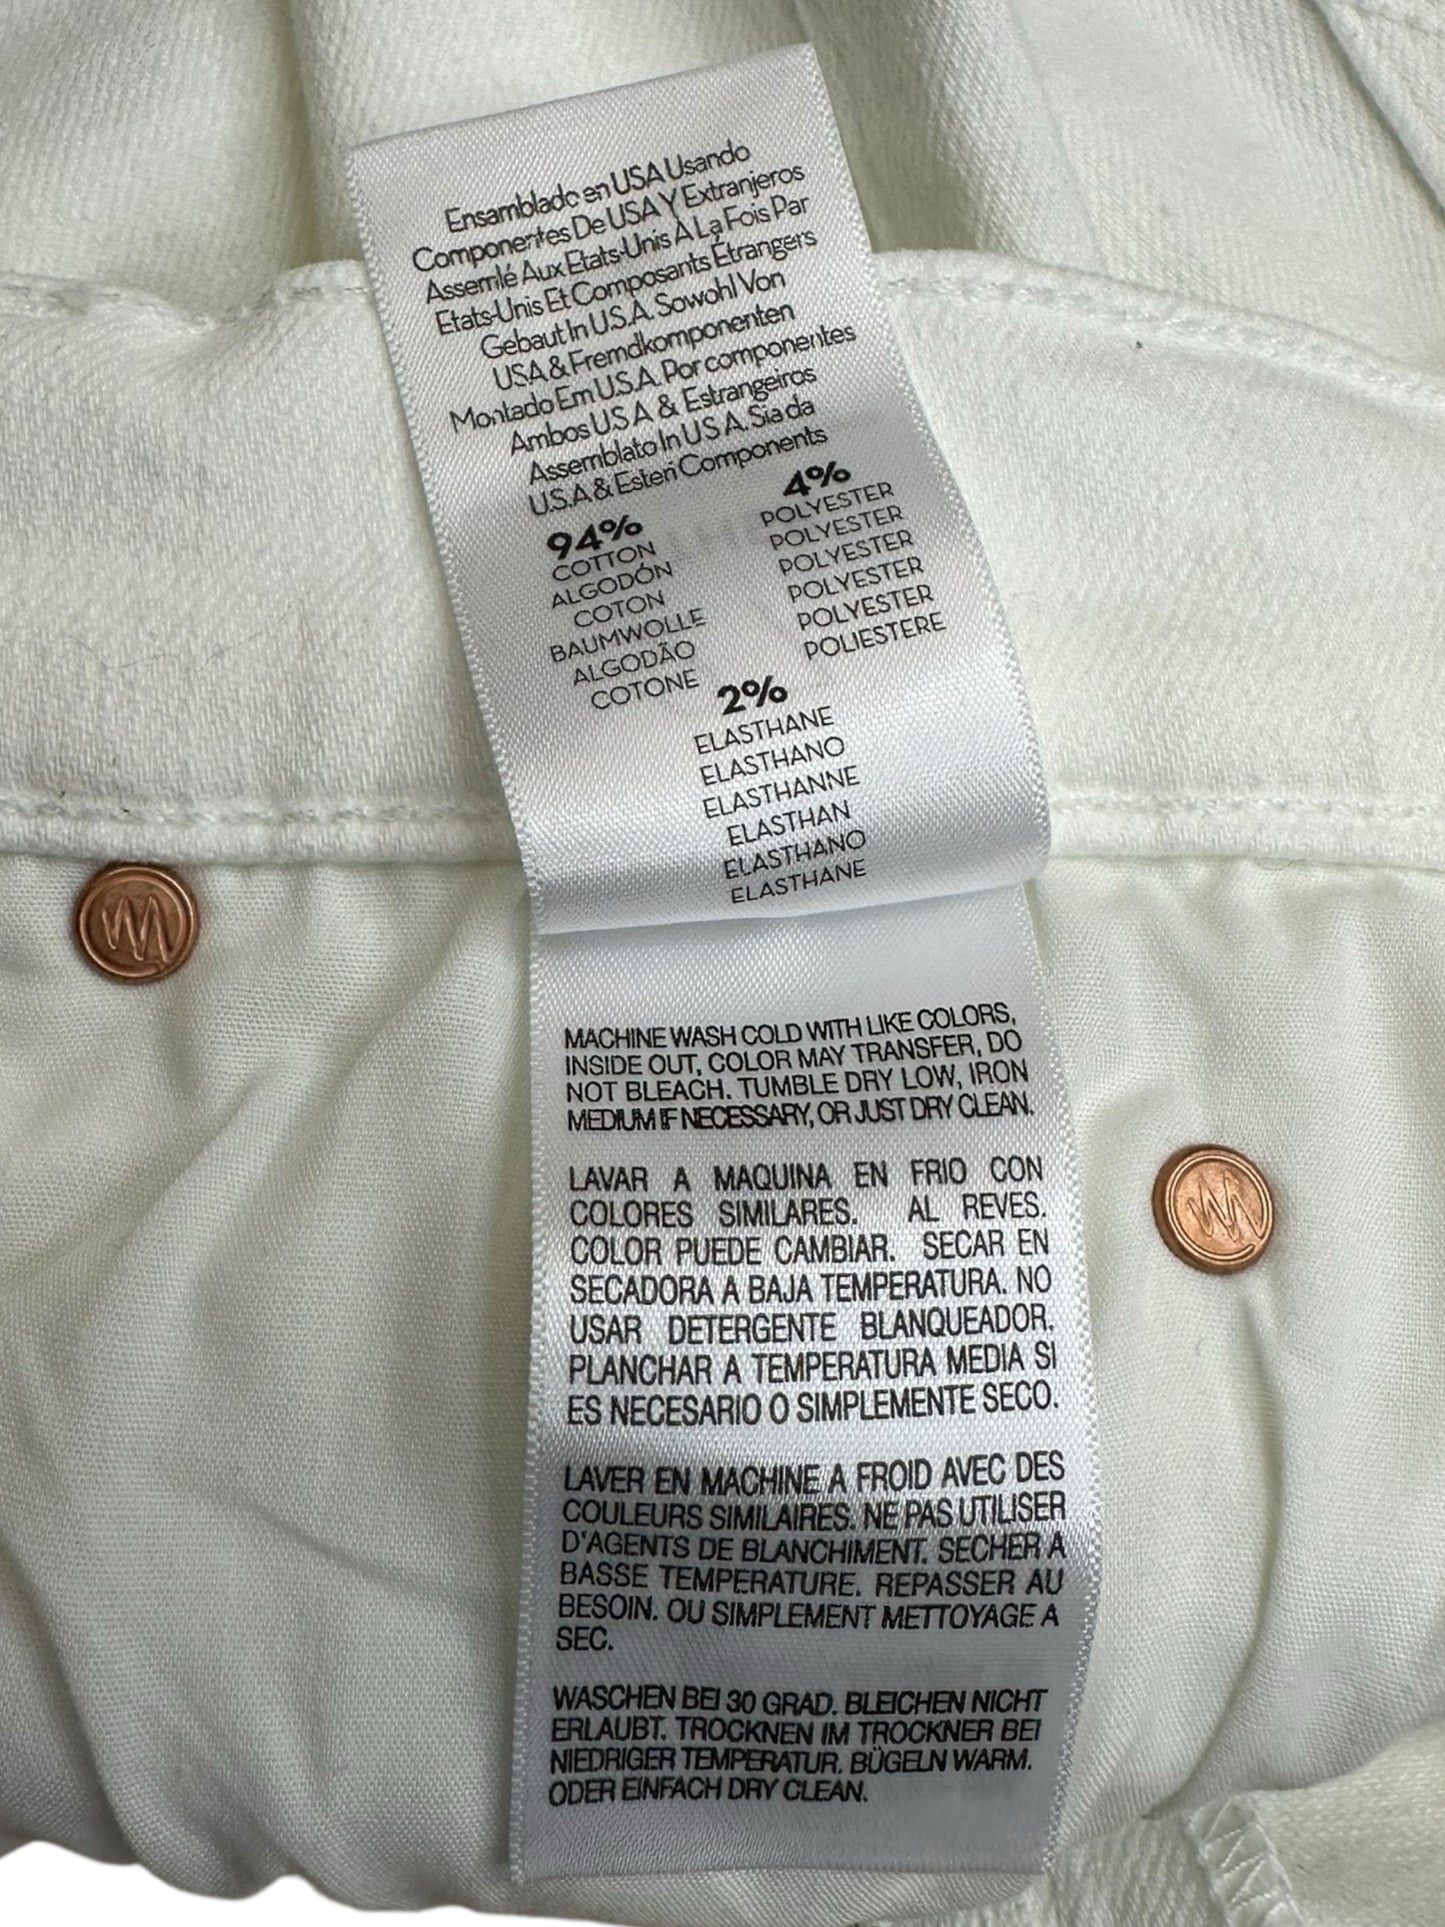 Ensamblado en USA Usando
Componentes De USA Y Extranjeros
Assemlé Aux Etats-Unis À La Fois Par
Etats-Unis Et Composants Étrangers
Gebaut In U.S.A. Sowohl Von
USA & Fremdkomponenten
Montado Em U.S.A. Por componentes
Ambos USA & Estrangeiros
Assemblato In USA. Sia da
U.S.A & Esteri Components
94%
COTTON
ALGODÓN
COTON
BAUMWOLLE
ALGODÃO
COTONE
4%
POLYESTER
POLYESTER
POLYESTER
POLYESTER
POLYESTER
POLIESTERE
2%
ELASTHANE
ELASTHANO
ELASTHANNE
ELASTHAN
ELASTHANO
ELASTHANE
MACHINE WASH COLD WITH LIKE COLORS,
INSIDE OUT, COLOR MAY TRANSFER, DO
NOT BLEACH. TUMBLE DRY LOW, IRON
MEDIUM IF NECESSARY, OR JUST DRY CLEAN.
LAVAR A MAQUINA EN FRIO CON
COLORES SIMILARES. AL REVES.
COLOR PUEDE CAMBIAR. SECAR EN
SECADORA A BAJA TEMPERATURA. NO
USAR DETERGENTE BLANQUEADOR.
PLANCHAR A TEMPERATURA MEDIA SI
ES NECESARIO O SIMPLEMENTE SECO.
LAVER EN MACHINE A FROID AVEC DES
COULEURS SIMILAIRES. NE PAS UTILISER
D'AGENTS DE BLANCHIMENT. SECHER A
BASSE TEMPERATURE. REPASSER AU
BESOIN. OU SIMPLEMENT METTOYAGE A
SEC.
WASCHEN BEI 30 GRAD. BLEICHEN NICHT
ERLAUBT. TROCKNEN IM TROCKNER BEI
NIEDRIGER TEMPERATUR. BÜGELN WARM.
ODER EINFACH DRY CLEAN.